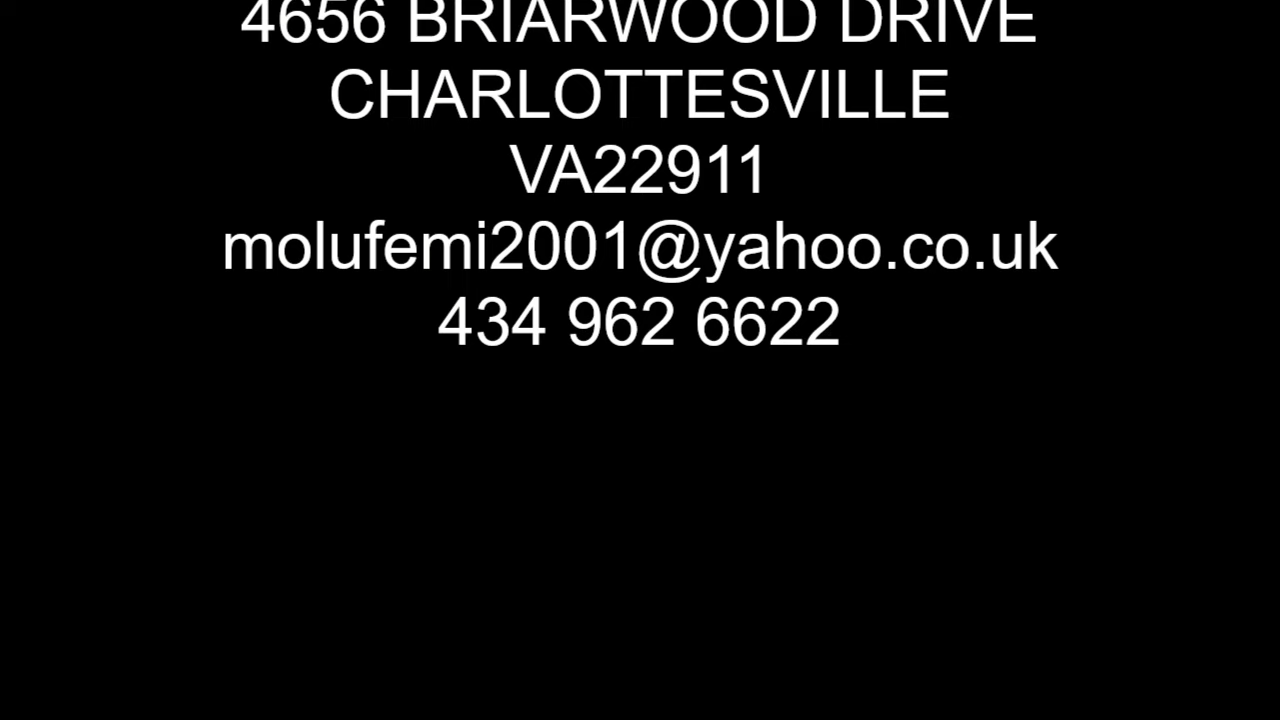 4656 BRIARWOOD DRIVE
CHARLOTTESVILLE
VA22911
molufemi2001@yahoo.co.uk
434 962 6622